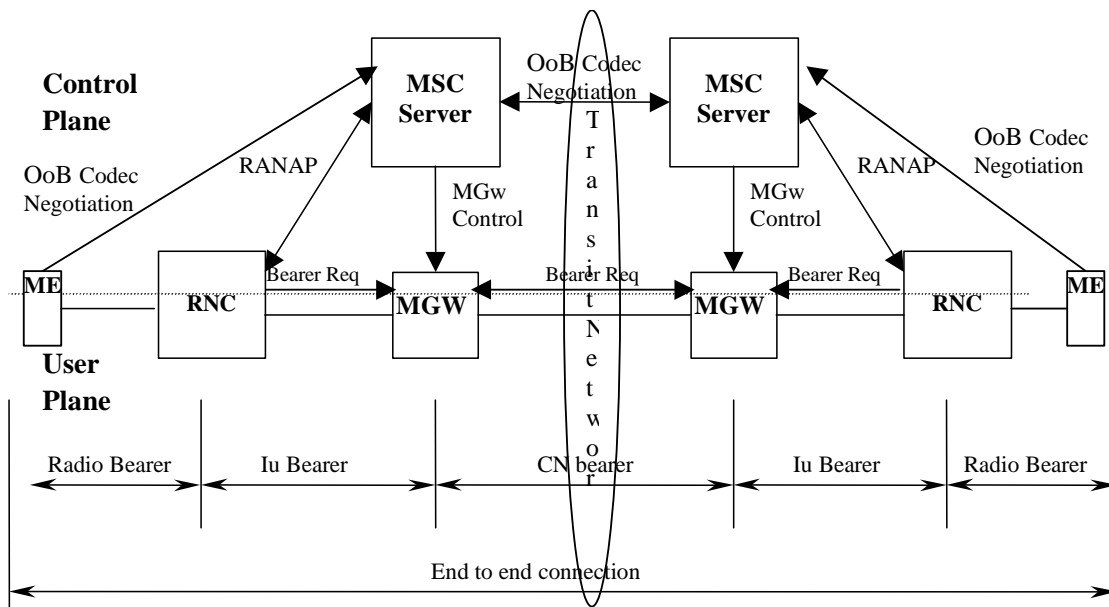 Control
Plane
MSC
Server
OoB Codec
Negotiation
MSC
Server
OoB Codec
Negotiation
RANAP
MGw
Control
MGw
Control
RANAP
OoB Codec
Negotiation
Transit Networ
ME
RNC
Bearer Req
MGW
Bearer Req
MGW
Bearer Req
RNC
ME
User
Plane
Radio Bearer
Iu Bearer
CN bearer
Iu Bearer
Radio Bearer
End to end connection